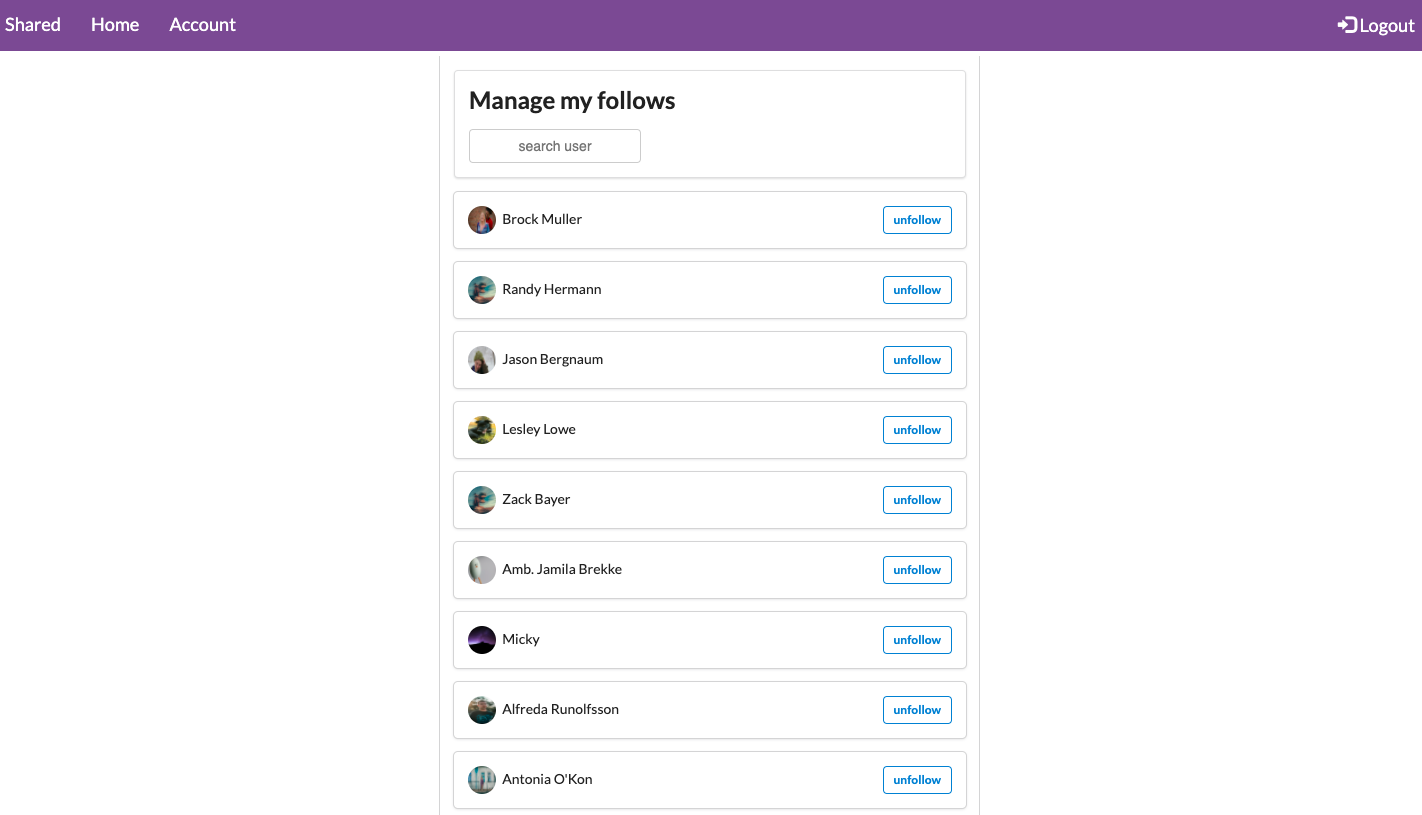 Shared Home Account Logout
Manage my follows
search user
Brock Muller unfollow
Randy Hermann unfollow
Jason Bergnaum unfollow
Lesley Lowe unfollow
Zack Bayer unfollow
Amb. Jamila Brekke unfollow
Micky unfollow
Alfreda Runolfsson unfollow
Antonia O'Kon unfollow